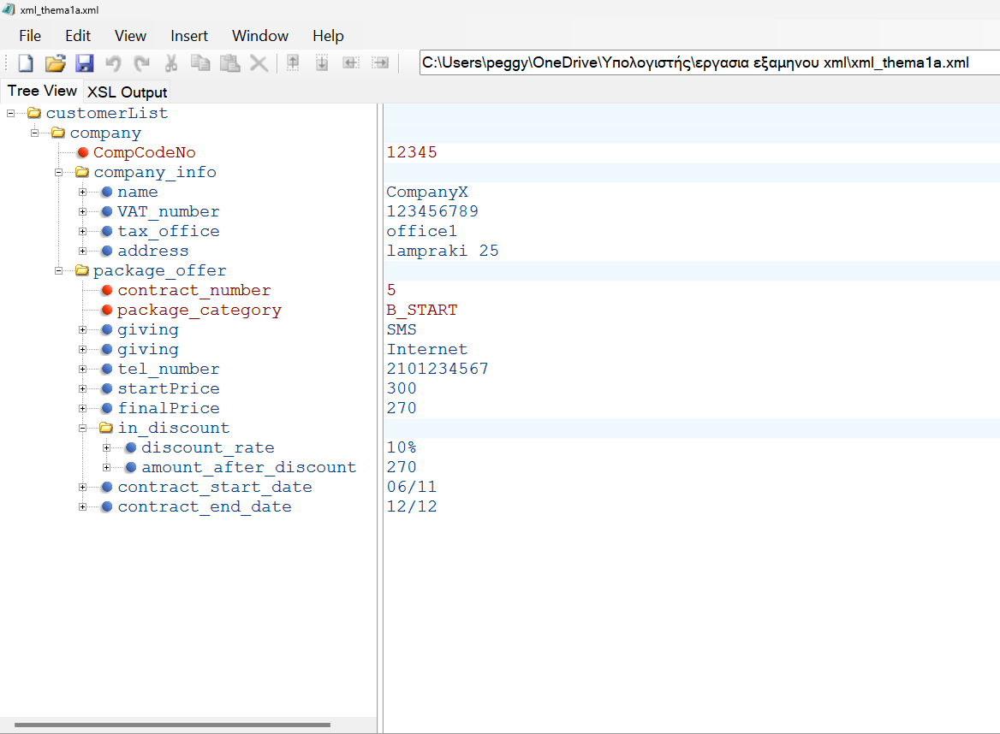 xml_thema1a.xml
File Edit View Insert Window Help
C:\Users\peggy\OneDrive\Υπολογιστής\εργασια εξαμηνου xml\xml_thema1a.xml
Tree View XSL Output
customerList
company
CompCodeNo 12345
company_info
name CompanyX
VAT_number 123456789
tax_office office1
address lampraki 25
package_offer
contract_number 5
package_category B_START
giving SMS
giving Internet
tel_number 2101234567
startPrice 300
finalPrice 270
in_discount
discount_rate 10%
amount_after_discount 270
contract_start_date 06/11
contract_end_date 12/12